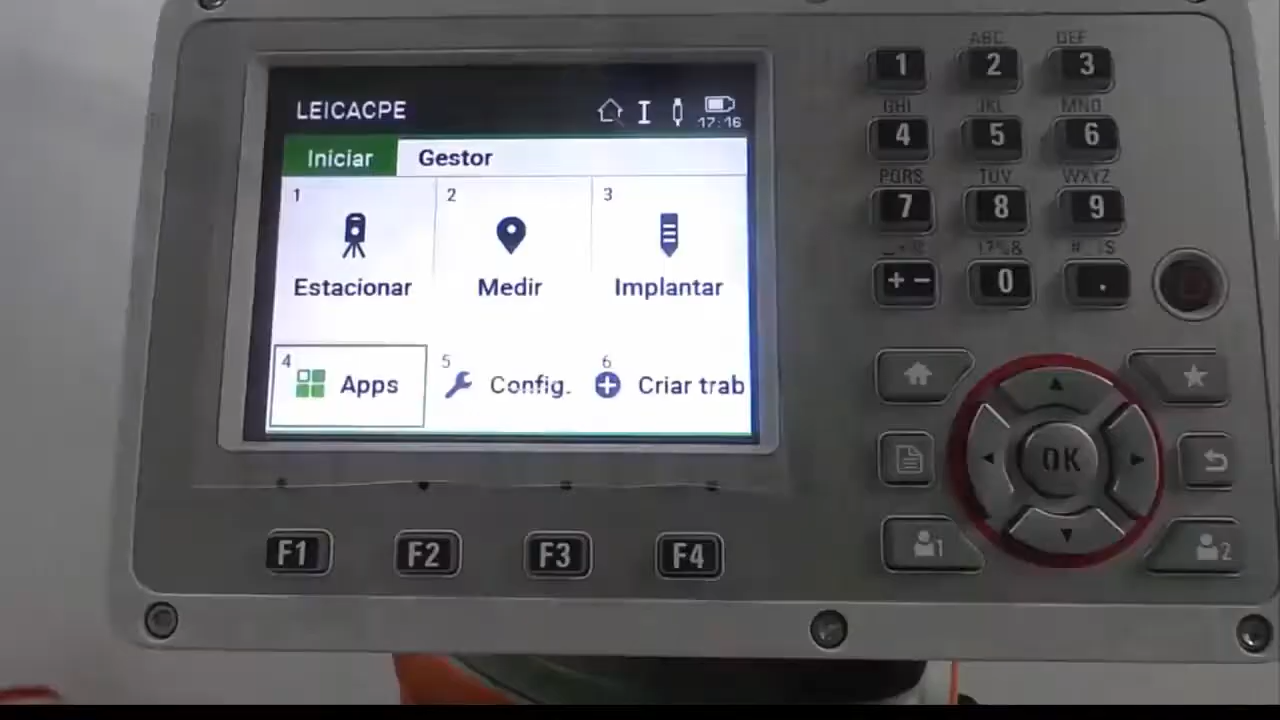 LEICACPE
17:16
Iniciar Gestor
1 2 3
Estacionar Medir Implantar
4 Apps 5 Config. 6 Criar trab
F1 F2 F3 F4
ABC DEF
1 2 3
GHI JKL MNO
4 5 6
PQRS TUV WXYZ
7 8 9
+ - 0 .
OK
1 2